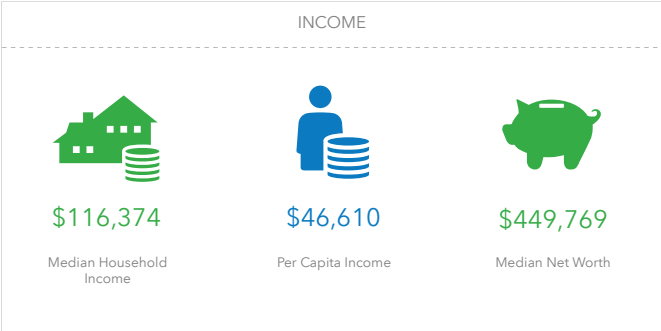 INCOME
$116,374
$46,610
$449,769
Median Household
Income
Per Capita Income
Median Net Worth